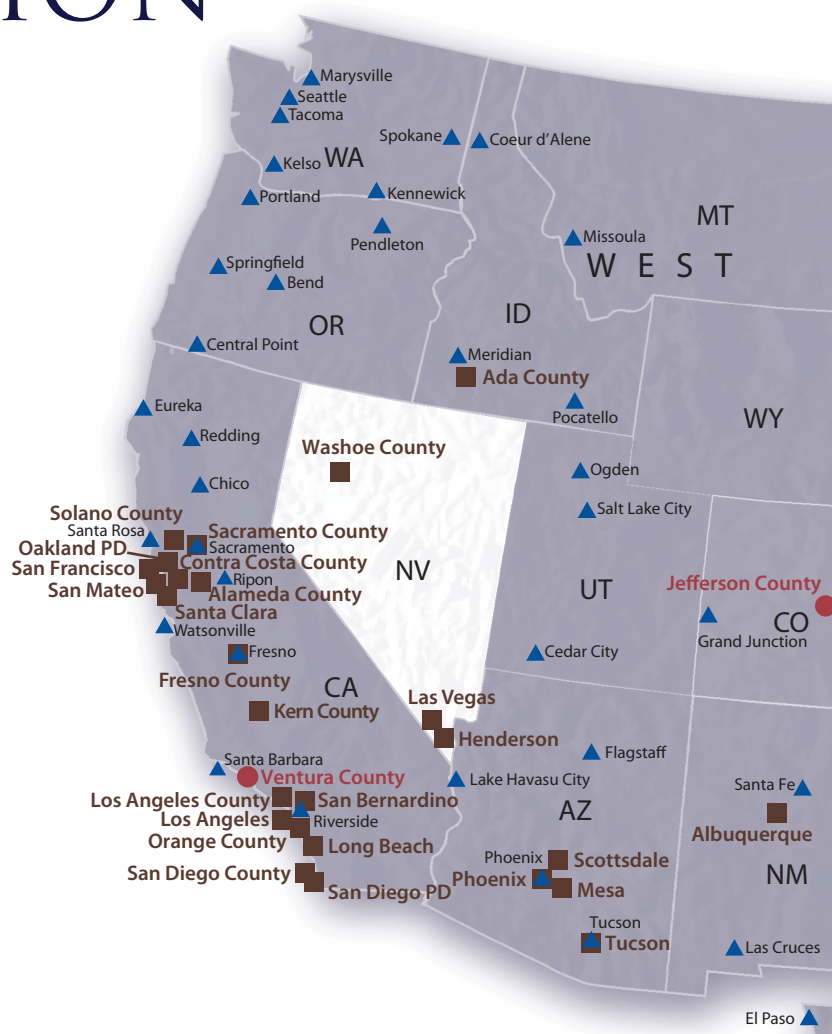 ION
Marysville
Seattle
Tacoma
Spokane
Coeur d'Alene
Kelso
WA
Portland
Kennewick
MT
Pendleton
Missoula
WEST
Springfield
Bend
ID
OR
Central Point
Meridian
Ada County
Eureka
Pocatello
WY
Redding
Washoe County
Ogden
Chico
Salt Lake City
Solano County
Santa Rosa
Sacramento County
Oakland PD
Sacramento
Contra Costa County
San Francisco
NV
Ripon
Jefferson County
San Mateo
Alameda County
UT
Santa Clara
CO
Watsonville
Grand Junction
Fresno
Cedar City
Fresno County
CA
Las Vegas
Kern County
Henderson
Santa Barbara
Flagstaff
Ventura County
Lake Havasu City
Santa Fe
Los Angeles County
San Bernardino
AZ
Los Angeles
Riverside
Albuquerque
Orange County
Long Beach
Phoenix
Scottsdale
San Diego County
Phoenix
NM
San Diego PD
Mesa
Tucson
Tucson
Las Cruces
El Paso